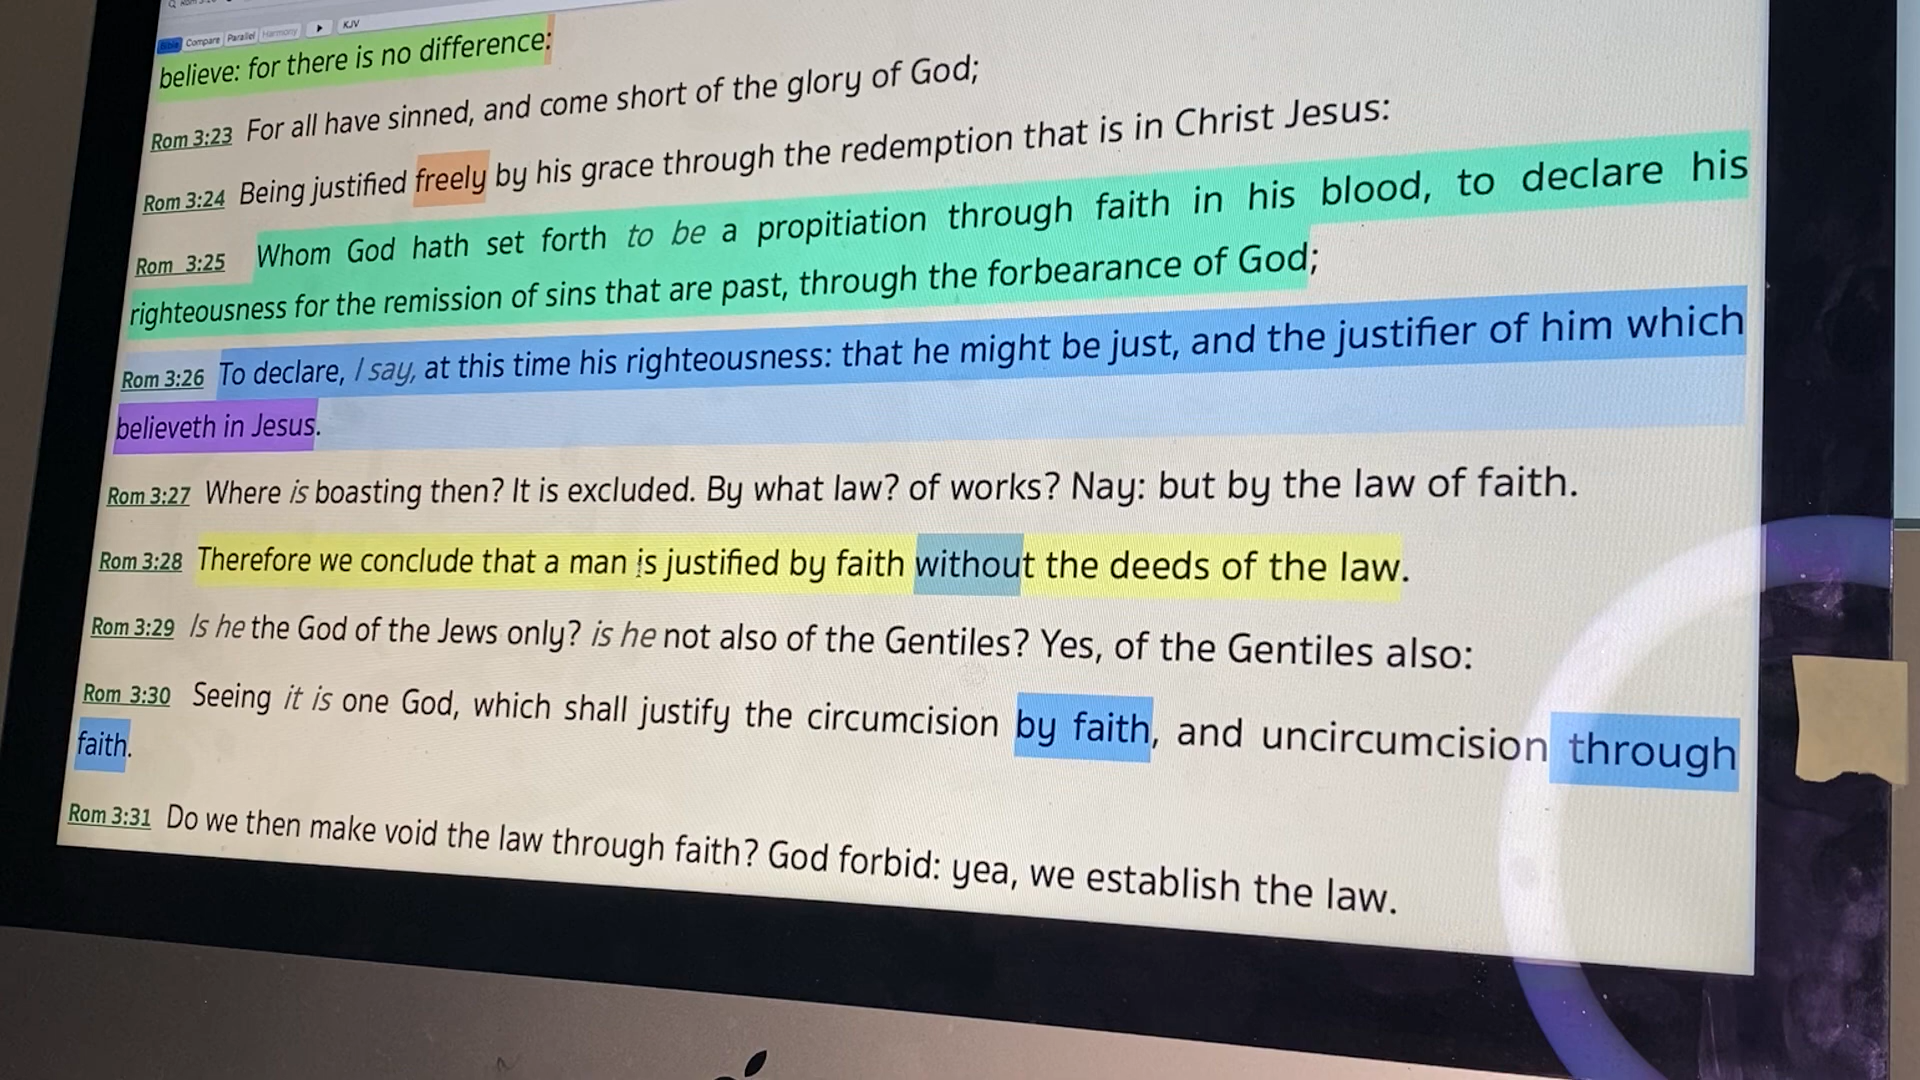 Bible Compare Parallel Harmony KJV
believe: for there is no difference:
Rom 3:23 For all have sinned, and come short of the glory of God;
Rom 3:24 Being justified freely by his grace through the redemption that is in Christ Jesus:
Rom 3:25 Whom God hath set forth to be a propitiation through faith in his blood, to declare his
righteousness for the remission of sins that are past, through the forbearance of God;
Rom 3:26 To declare, I say, at this time his righteousness: that he might be just, and the justifier of him which
believeth in Jesus.
Rom 3:27 Where is boasting then? It is excluded. By what law? of works? Nay: but by the law of faith.
Rom 3:28 Therefore we conclude that a man is justified by faith without the deeds of the law.
Rom 3:29 Is he the God of the Jews only? is he not also of the Gentiles? Yes, of the Gentiles also:
Rom 3:30 Seeing it is one God, which shall justify the circumcision by faith, and uncircumcision through
faith.
Rom 3:31 Do we then make void the law through faith? God forbid: yea, we establish the law.